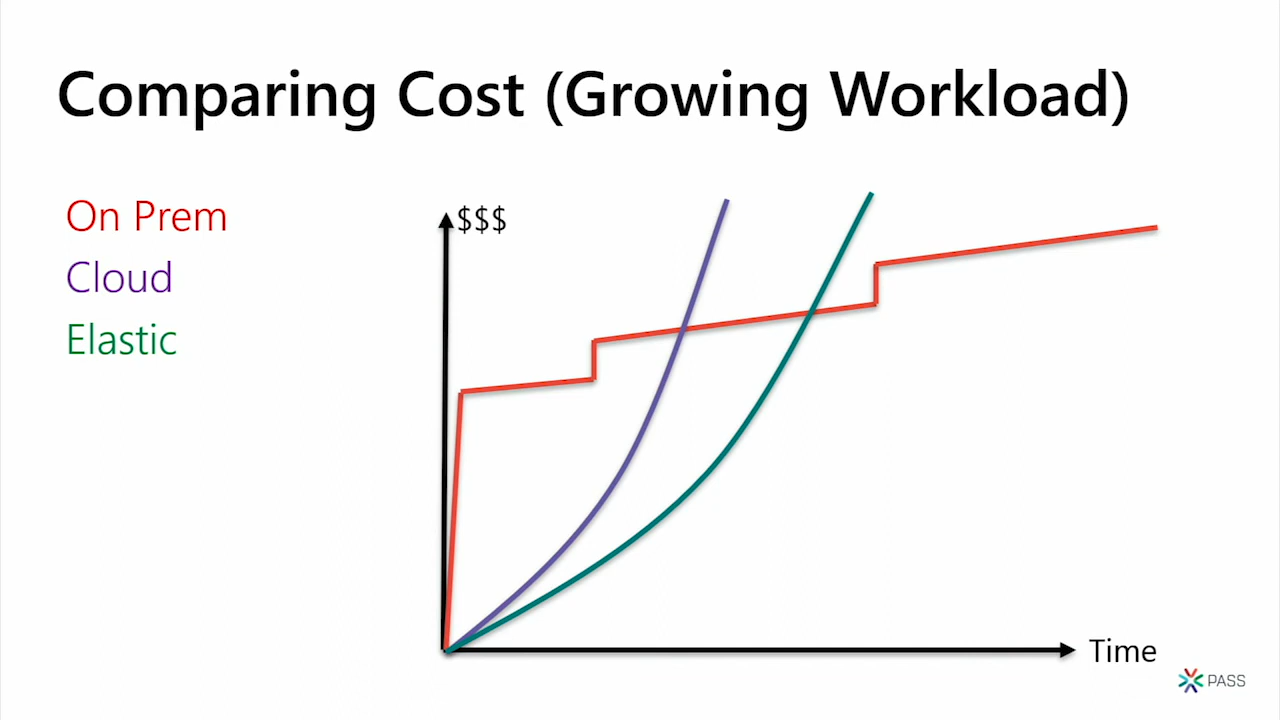 Comparing Cost (Growing Workload)
On Prem
Cloud
Elastic
$$$
Time
PASS